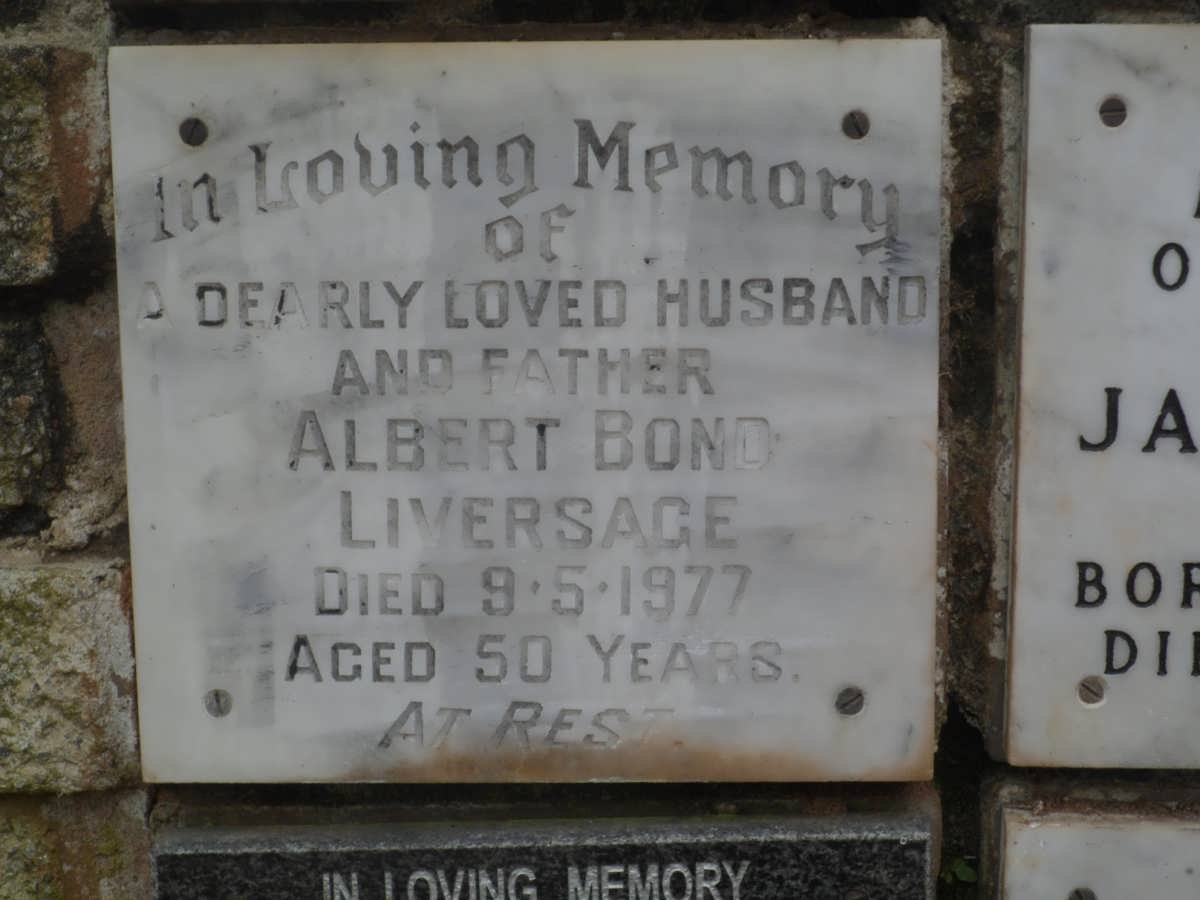 In Loving Memory
of
A DEARLY LOVED HUSBAND
AND FATHER
ALBERT BOND
LIVERSAGE
DIED 9·5·1977
AGED 50 YEARS.
AT REST
O
JA
BOR
DI
IN LOVING MEMORY